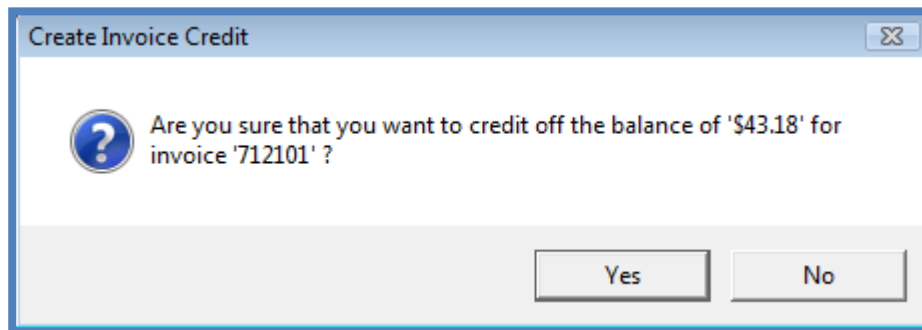 Create Invoice Credit
Are you sure that you want to credit off the balance of '$43.18' for
invoice '712101' ?
Yes
No